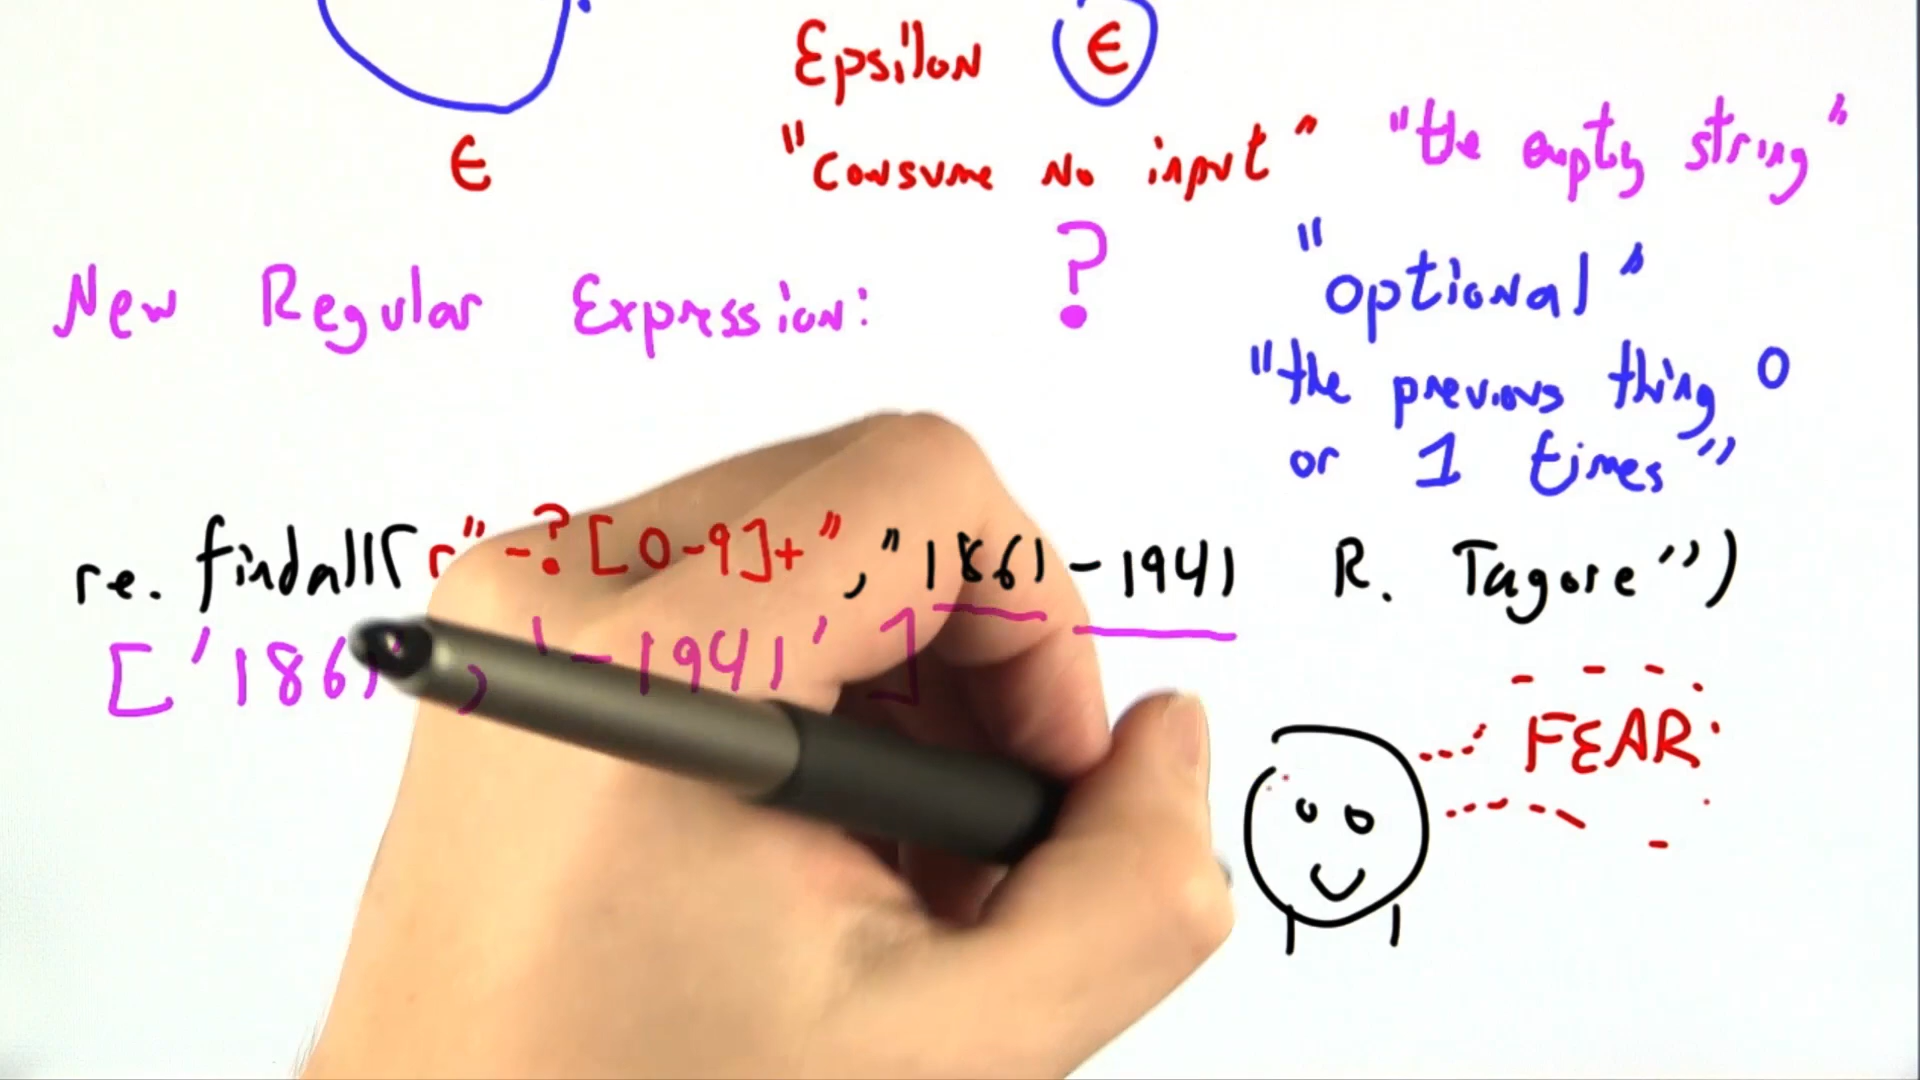 Epsilon ϵ
ϵ
"consume no input" "the empty string"
New Regular Expression: ?
"optional"
"the previous thing 0
or 1 times"
re.findall(r"-?[0-9]+","1861-1941 R. Tagore")
['1861', '-1941']
FEAR